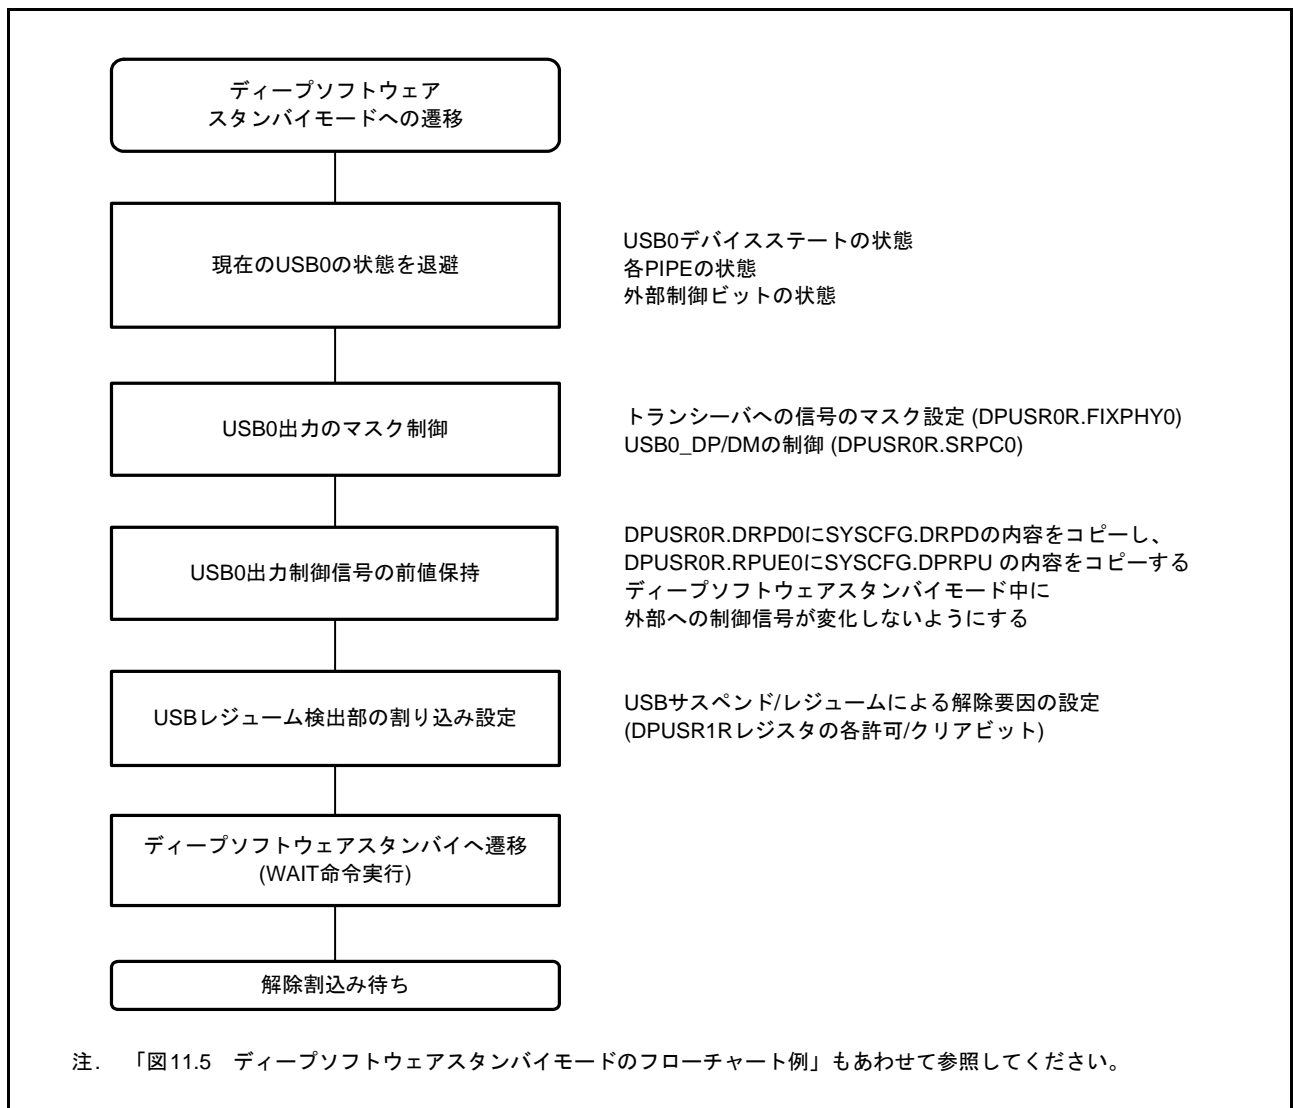 ディープソフトウェア
スタンバイモードへの遷移
現在のUSB0の状態を退避
USB0デバイスステートの状態
各PIPEの状態
外部制御ビットの状態
USB0出力のマスク制御
トランシーバへの信号のマスク設定 (DPUSR0R.FIXPHY0)
USB0_DP/DMの制御 (DPUSR0R.SRPC0)
USB0出力制御信号の前値保持
DPUSR0R.DRPD0にSYSCFG.DRPDの内容をコピーし、
DPUSR0R.RPUE0にSYSCFG.DPRPU の内容をコピーする
ディープソフトウェアスタンバイモード中に
外部への制御信号が変化しないようにする
USBレジューム検出部の割り込み設定
USBサスペンド/レジュームによる解除要因の設定
(DPUSR1Rレジスタの各許可/クリアビット)
ディープソフトウェアスタンバイへ遷移
(WAIT命令実行)
解除割込み待ち
注. 「図11.5 ディープソフトウェアスタンバイモードのフローチャート例」もあわせて参照してください。